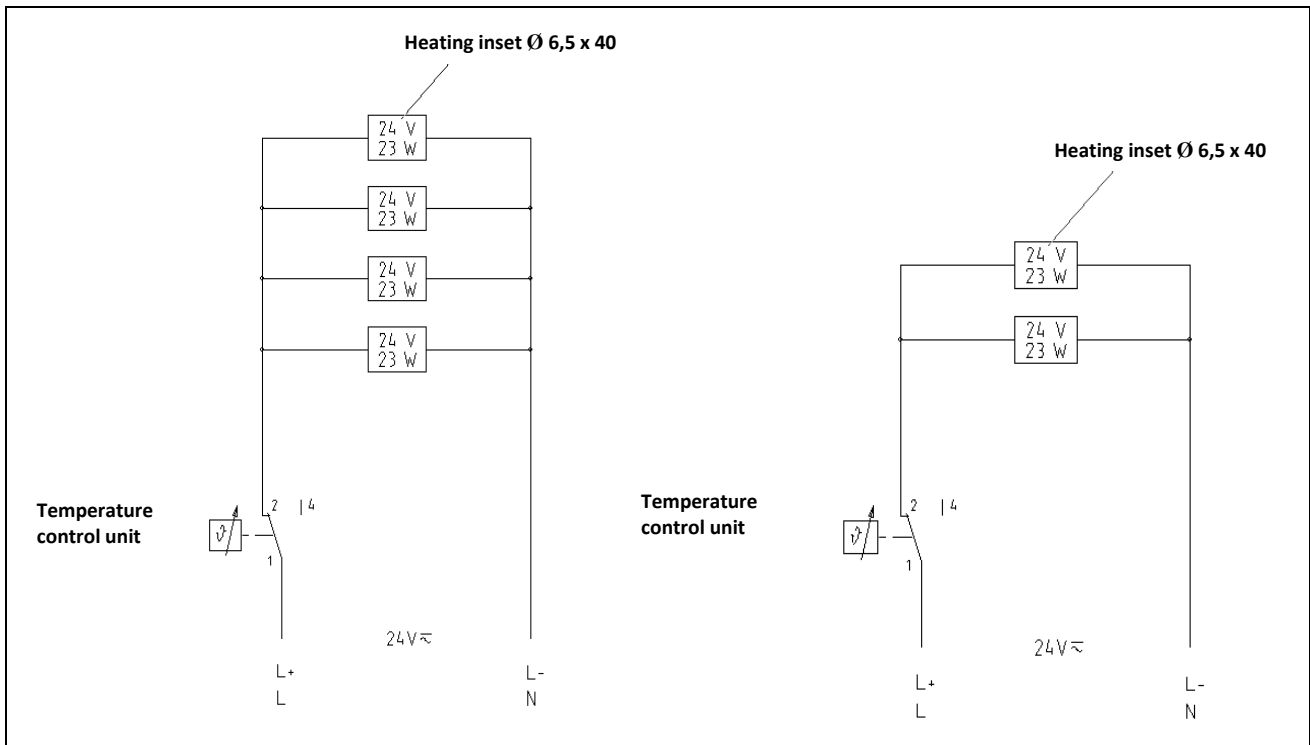 Heating inset Ø 6,5 x 40
24 V
23 W
24 V
23 W
24 V
23 W
24 V
23 W
Temperature
control unit
ϑ
2 | 4
1
24V⎓~
L+
L
L-
N
Heating inset Ø 6,5 x 40
24 V
23 W
24 V
23 W
Temperature
control unit
ϑ
2 | 4
1
24V⎓~
L+
L
L-
N